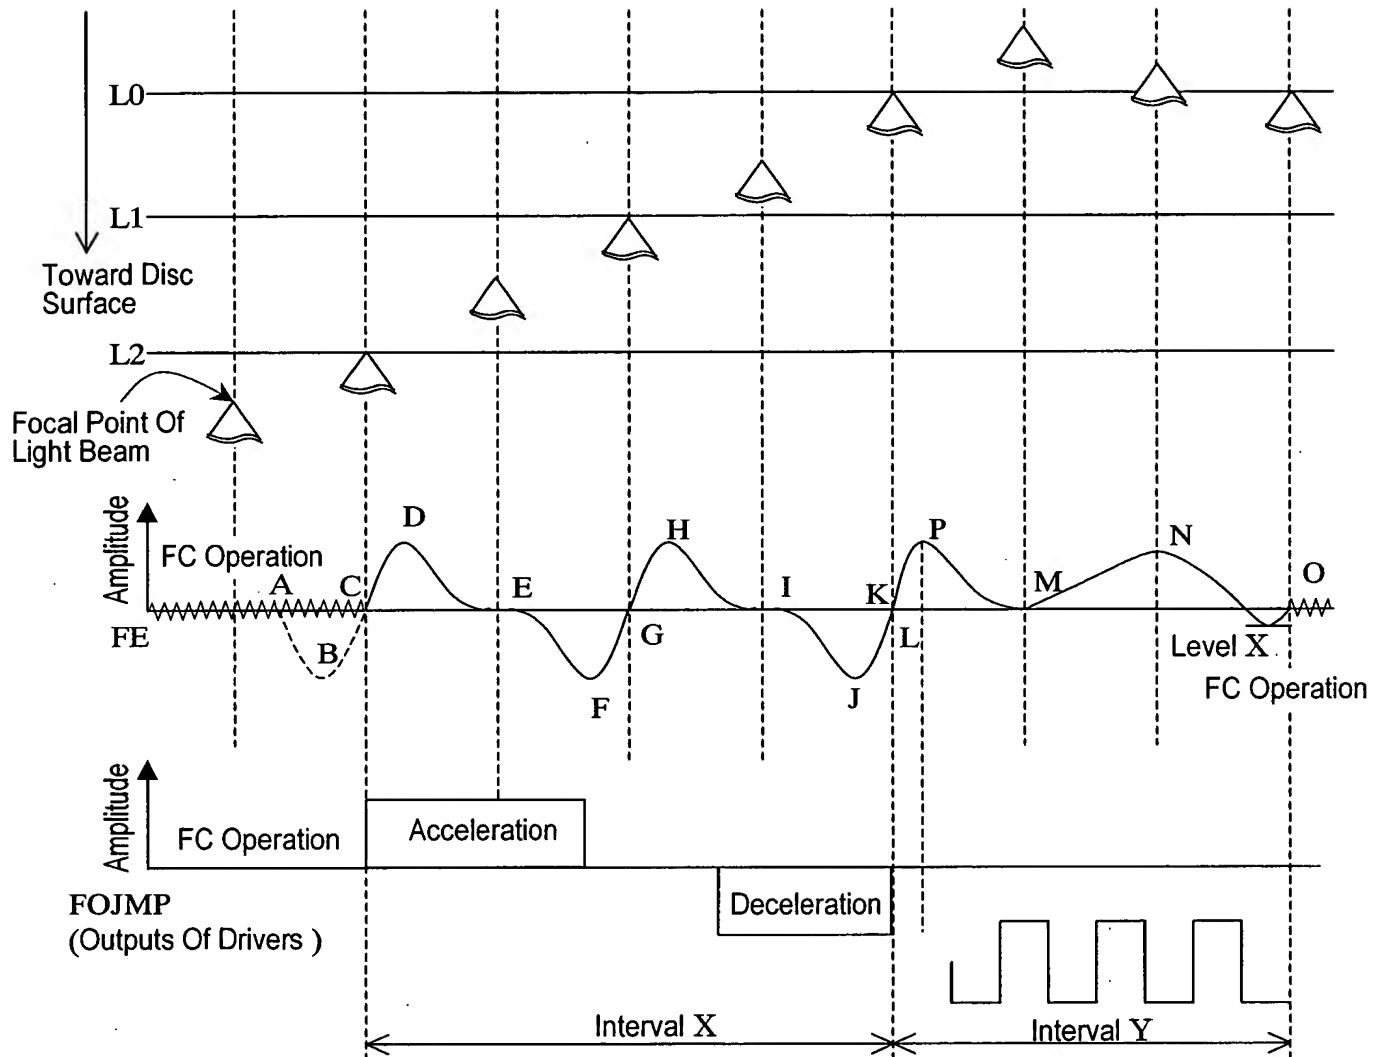 L0
L1
Toward Disc
Surface
L2
Focal Point Of
Light Beam
Amplitude
FC Operation
D
H
P
N
A
C
E
I
K
M
O
FE
B
G
L
F
J
Level X
FC Operation
Amplitude
FC Operation
Acceleration
Deceleration
FOJMP
(Outputs Of Drivers )
Interval X
Interval Y